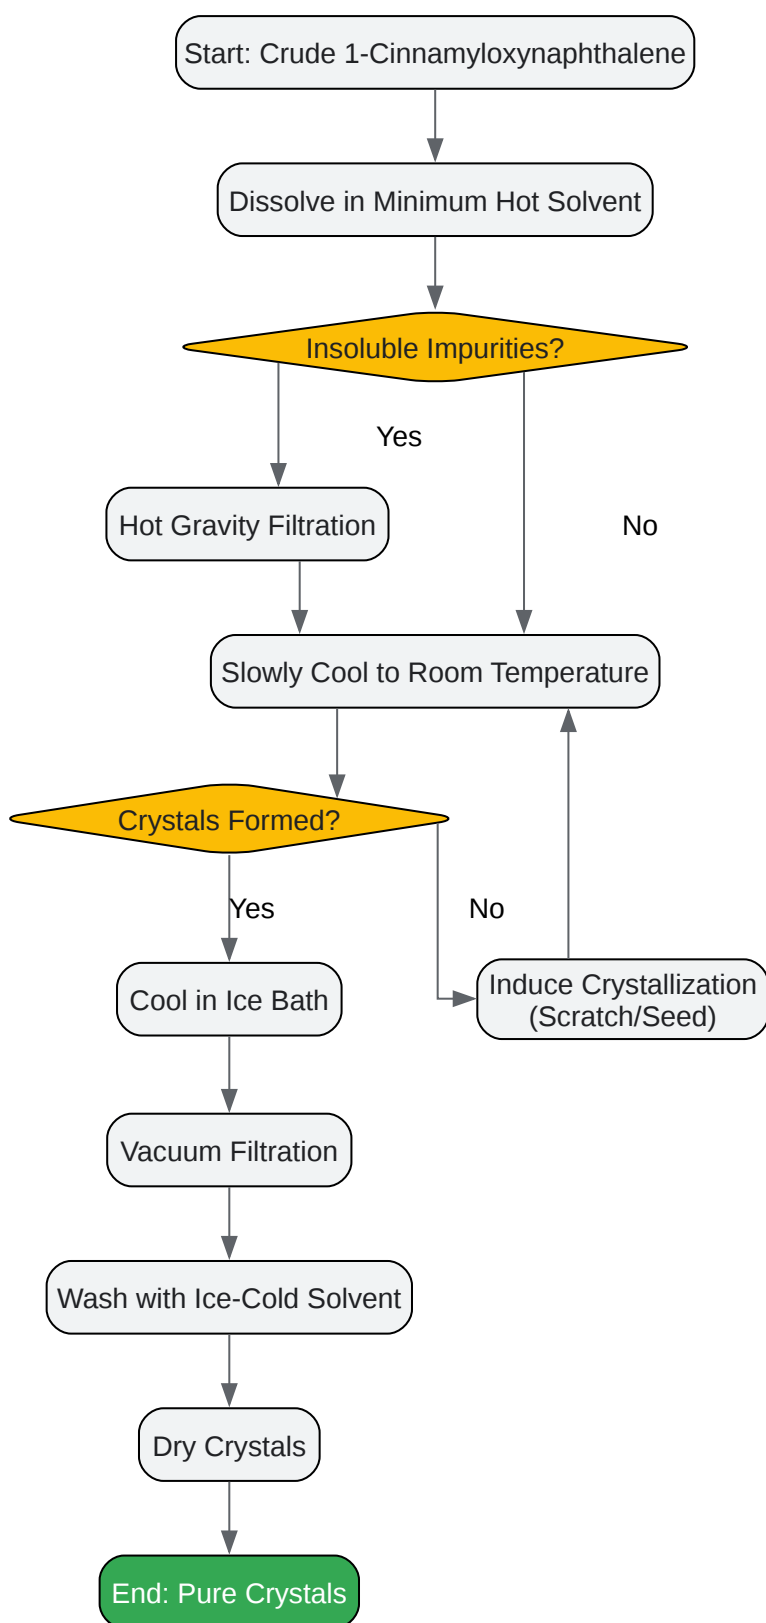 Start: Crude 1-Cinnamyloxynaphthalene
Dissolve in Minimum Hot Solvent
Insoluble Impurities?
Yes
Hot Gravity Filtration
No
Slowly Cool to Room Temperature
Crystals Formed?
Yes
No
Induce Crystallization
(Scratch/Seed)
Cool in Ice Bath
Vacuum Filtration
Wash with Ice-Cold Solvent
Dry Crystals
End: Pure Crystals